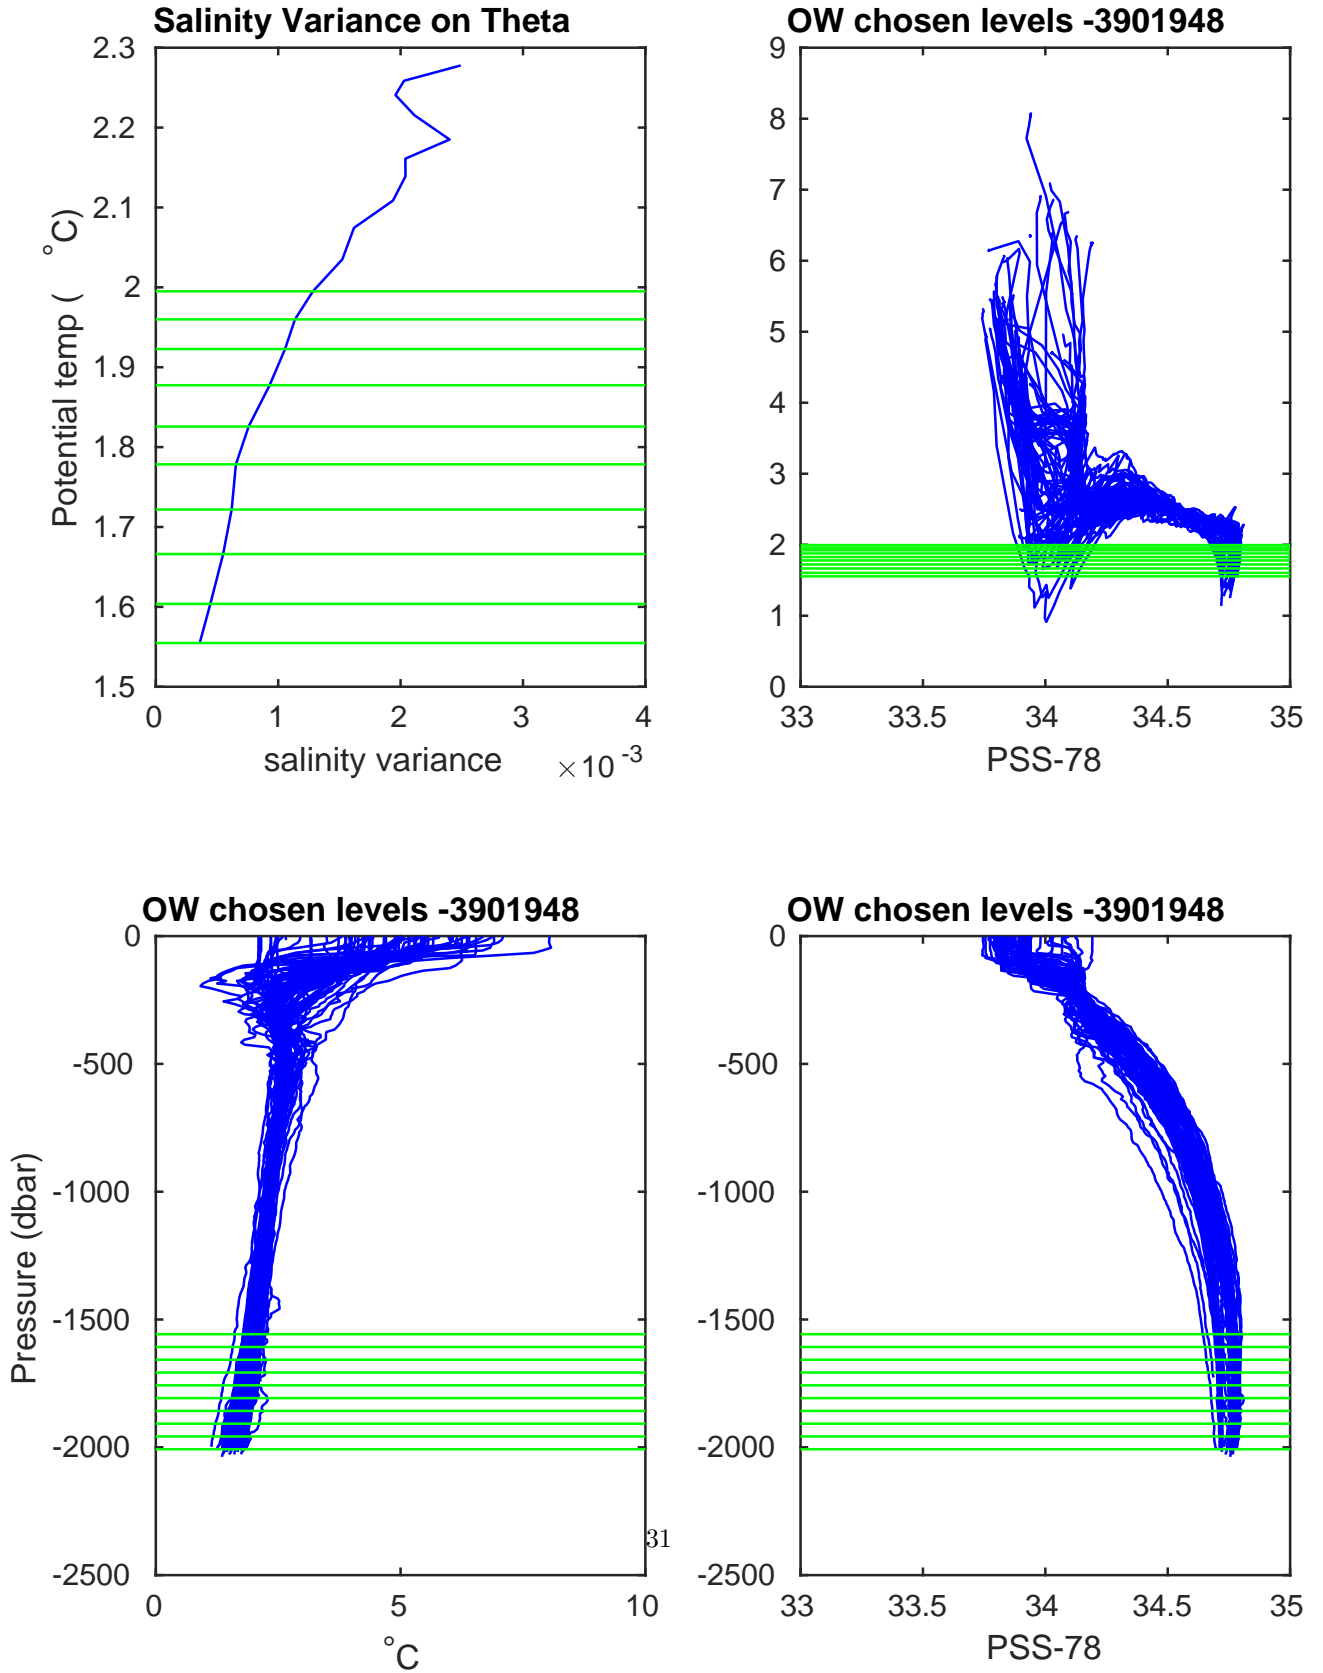 Salinity Variance on Theta
2.3
2.2
2.1
2
1.9
1.8
1.7
1.6
1.5
Potential temp ( °C)
0 1 2 3 4
salinity variance ×10 -3
OW chosen levels -3901948
9
8
7
6
5
4
3
2
1
0
33 33.5 34 34.5 35
PSS-78
OW chosen levels -3901948
0
-500
-1000
-1500
-2000
-2500
Pressure (dbar)
0 5 10
°C
31
OW chosen levels -3901948
0
-500
-1000
-1500
-2000
-2500
33 33.5 34 34.5 35
PSS-78